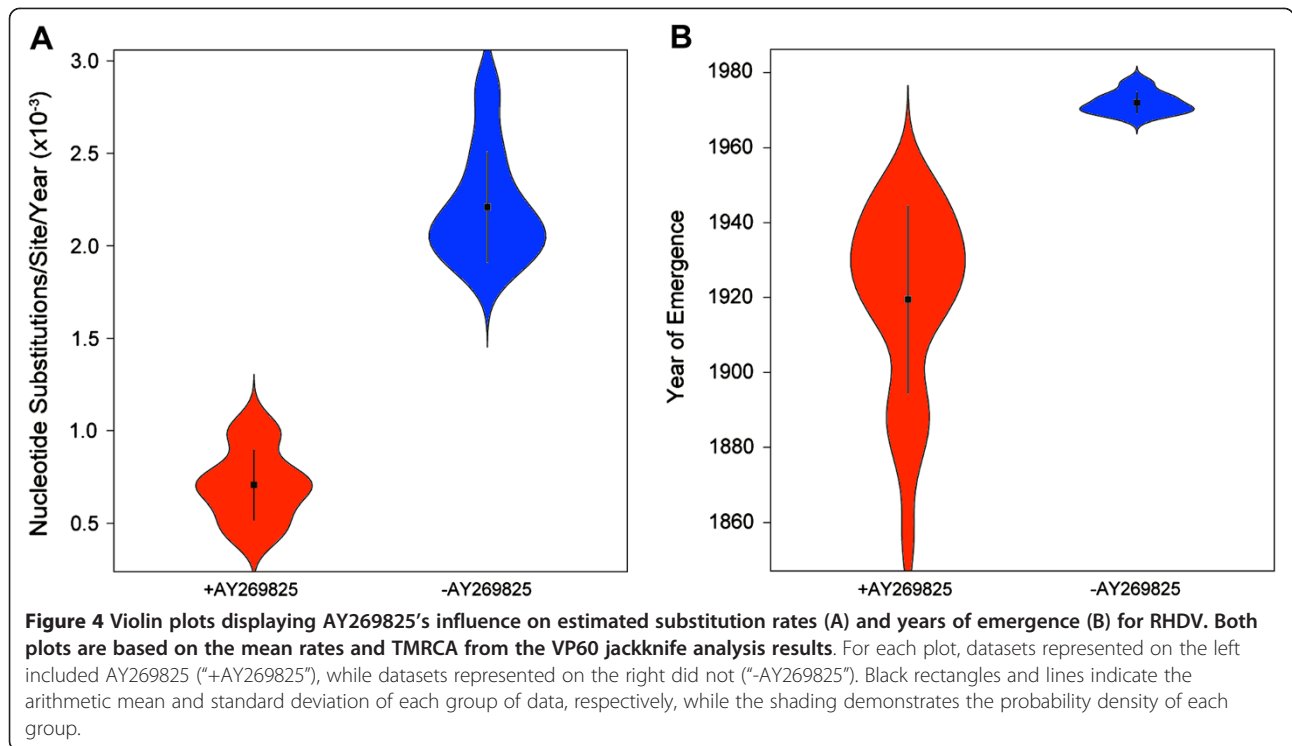 A
Nucleotide Substitutions/Site/Year (x10⁻³)
3.0
2.5
2.0
1.5
1.0
0.5
+AY269825
-AY269825
B
Year of Emergence
1980
1960
1940
1920
1900
1880
1860
+AY269825
-AY269825
Figure 4 Violin plots displaying AY269825's influence on estimated substitution rates (A) and years of emergence (B) for RHDV. Both
plots are based on the mean rates and TMRCA from the VP60 jackknife analysis results. For each plot, datasets represented on the left
included AY269825 ("+AY269825"), while datasets represented on the right did not ("-AY269825"). Black rectangles and lines indicate the
arithmetic mean and standard deviation of each group of data, respectively, while the shading demonstrates the probability density of each
group.